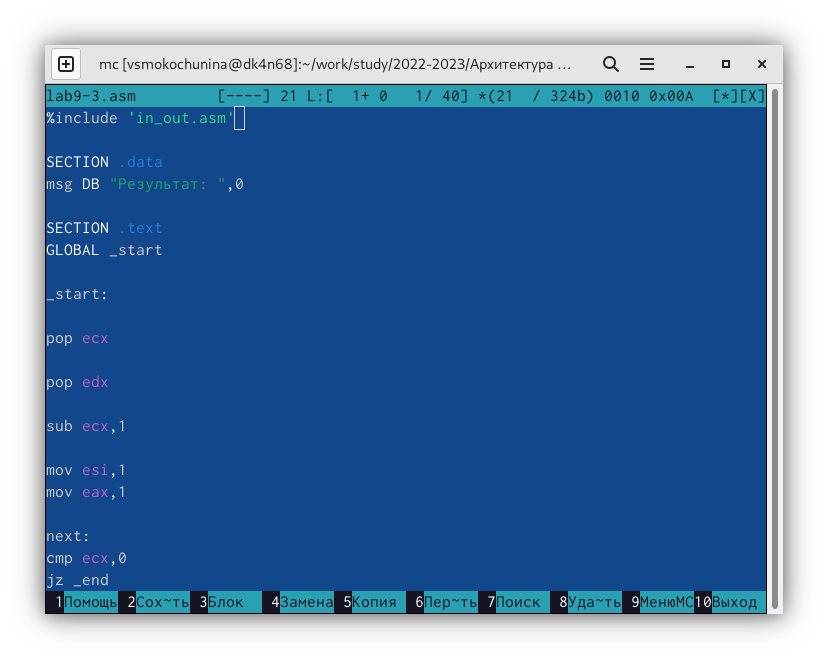 mc [vsmokochunina@dk4n68]:~/work/study/2022-2023/Архитектура ...
lab9-3.asm [----] 21 L:[ 1+ 0 1/ 40] *(21 / 324b) 0010 0x00A [*][X]
%include 'in_out.asm'
SECTION .data
msg DB "Результат: ",0
SECTION .text
GLOBAL _start
_start:
pop ecx
pop edx
sub ecx,1
mov esi,1
mov eax,1
next:
cmp ecx,0
jz _end
1Помощь 2Сох~ть 3Блок 4Замена 5Копия 6Пер~ть 7Поиск 8Уда~ть 9МенюMC 10Выход